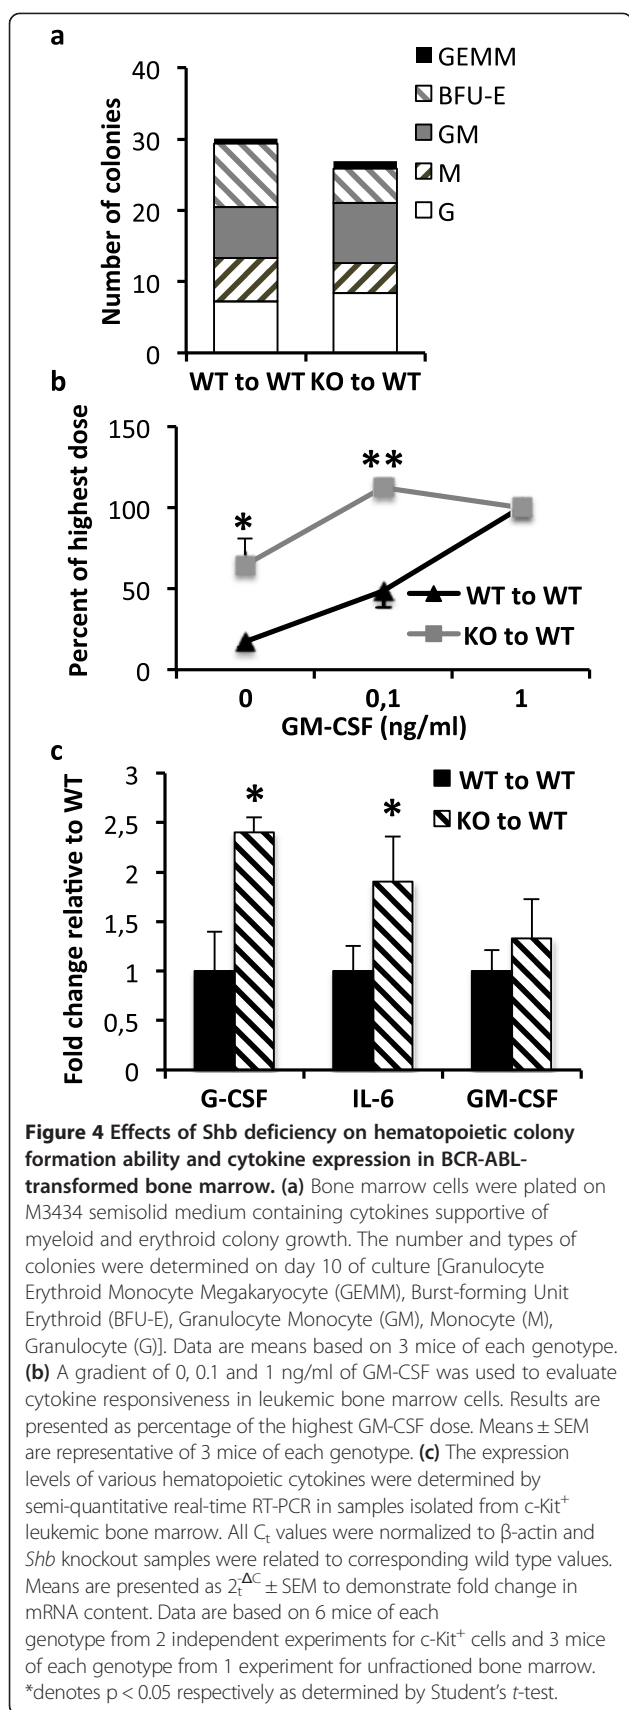 a
40
30
20
10
0
Number of colonies
GEMM
BFU-E
GM
M
G
WT to WT KO to WT
b
150
100
50
0
Percent of highest dose
*
**
WT to WT
KO to WT
0 0,1 1
GM-CSF (ng/ml)
c
3
2,5
2
1,5
1
0,5
0
Fold change relative to WT
WT to WT
KO to WT
*
*
G-CSF IL-6 GM-CSF
Figure 4 Effects of Shb deficiency on hematopoietic colony
formation ability and cytokine expression in BCR-ABL-
transformed bone marrow. (a) Bone marrow cells were plated on
M3434 semisolid medium containing cytokines supportive of
myeloid and erythroid colony growth. The number and types of
colonies were determined on day 10 of culture [Granulocyte
Erythroid Monocyte Megakaryocyte (GEMM), Burst-forming Unit
Erythroid (BFU-E), Granulocyte Monocyte (GM), Monocyte (M),
Granulocyte (G)]. Data are means based on 3 mice of each genotype.
(b) A gradient of 0, 0.1 and 1 ng/ml of GM-CSF was used to evaluate
cytokine responsiveness in leukemic bone marrow cells. Results are
presented as percentage of the highest GM-CSF dose. Means ± SEM
are representative of 3 mice of each genotype. (c) The expression
levels of various hematopoietic cytokines were determined by
semi-quantitative real-time RT-PCR in samples isolated from c-Kit⁺
leukemic bone marrow. All Cₜ values were normalized to β-actin and
Shb knockout samples were related to corresponding wild type values.
Means are presented as 2ₜ⁻ΔC ± SEM to demonstrate fold change in
mRNA content. Data are based on 6 mice of each
genotype from 2 independent experiments for c-Kit⁺ cells and 3 mice
of each genotype from 1 experiment for unfractioned bone marrow.
*denotes p < 0.05 respectively as determined by Student's t-test.